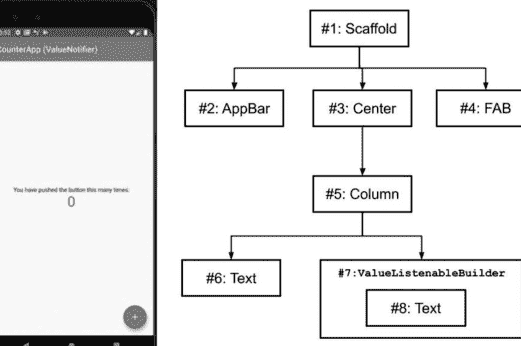 CounterApp (ValueNotifier)
You have pushed the button this many times:
0
#1: Scaffold
#2: AppBar
#3: Center
#4: FAB
#5: Column
#6: Text
#7:ValueListenableBuilder
#8: Text